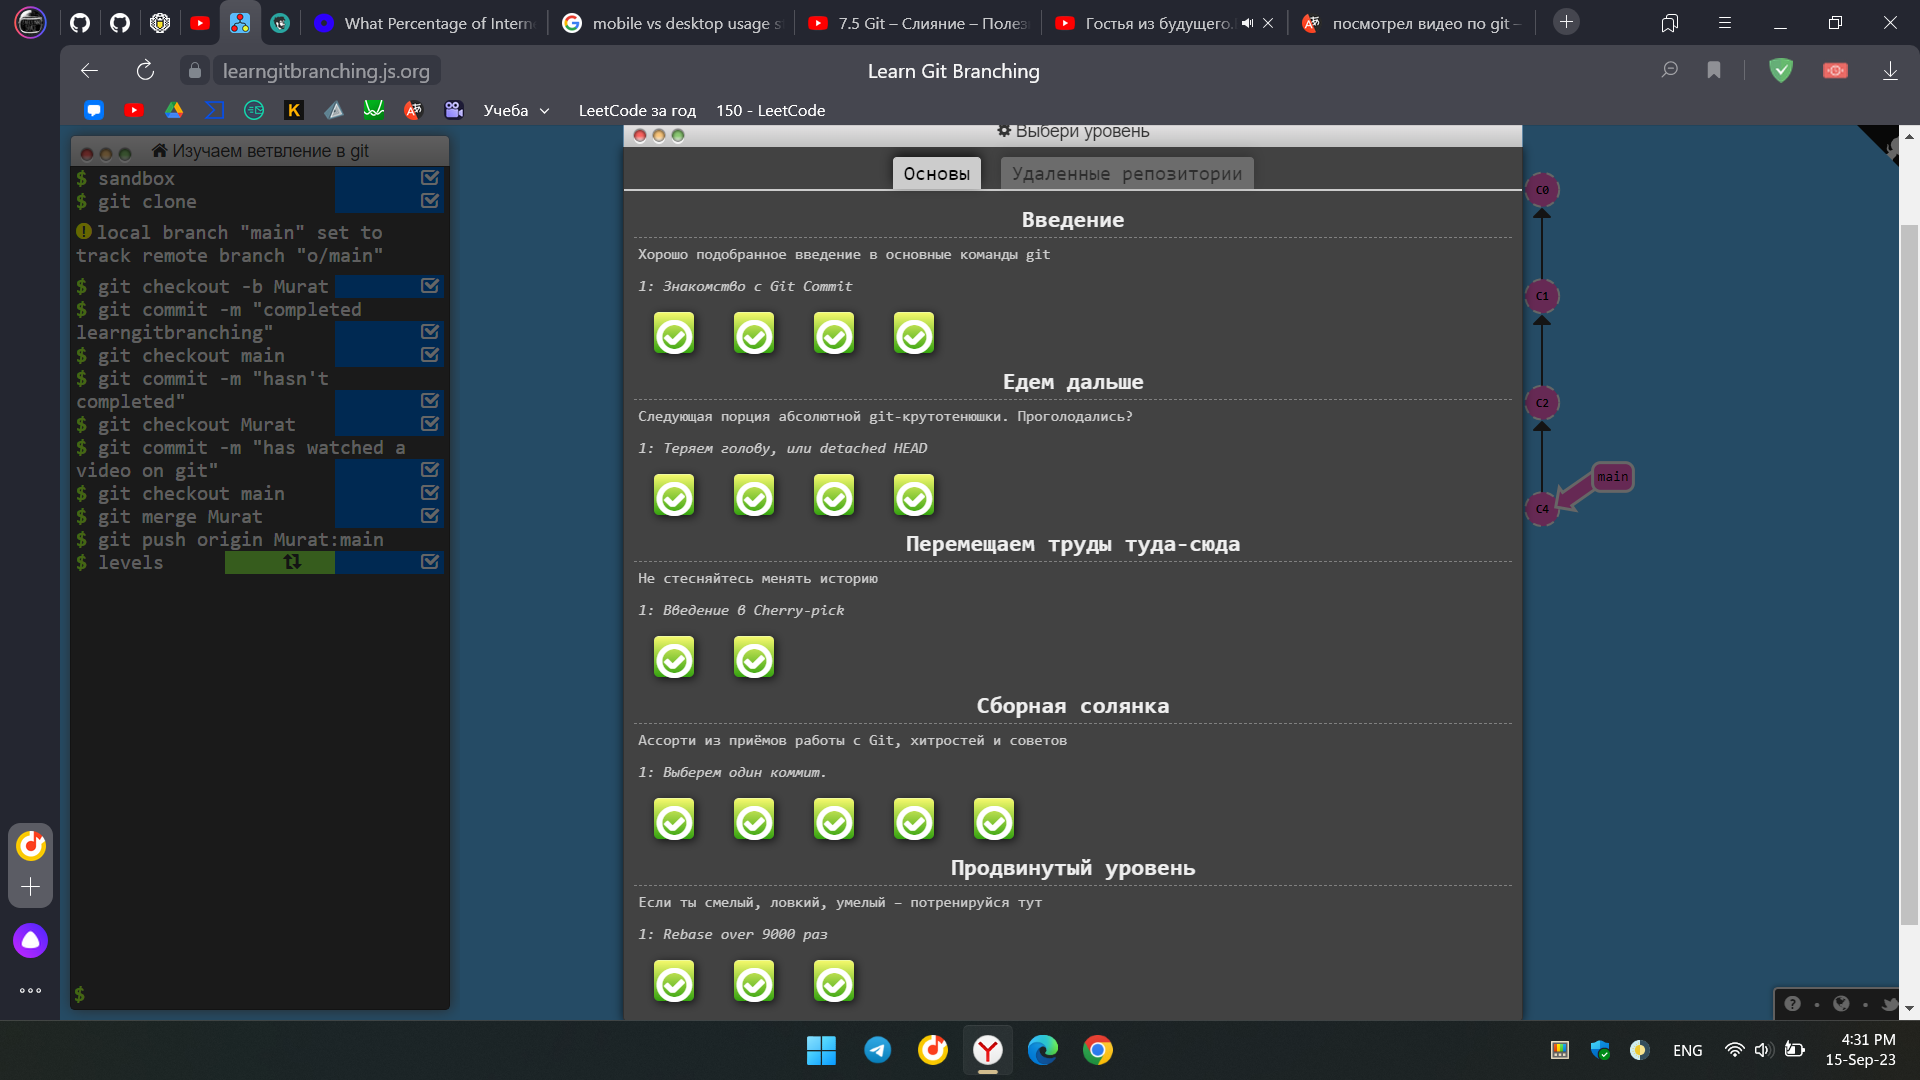 What Percentage of Intern
mobile vs desktop usage s
7.5 Git – Слияние – Полез
Гостья из будущего.
посмотрел видео по git –
learngitbranching.js.org
Learn Git Branching
Учеба
LeetCode за год
150 - LeetCode
Изучаем ветвление в git
$ sandbox
$ git clone
local branch "main" set to
track remote branch "o/main"
$ git checkout -b Murat
$ git commit -m "completed
learngitbranching"
$ git checkout main
$ git commit -m "hasn't
completed"
$ git checkout Murat
$ git commit -m "has watched a
video on git"
$ git checkout main
$ git merge Murat
$ git push origin Murat:main
$ levels
$
Выбери уровень
Основы
Удаленные репозитории
Введение
Хорошо подобранное введение в основные команды git
1: Знакомство с Git Commit
Едем дальше
Следующая порция абсолютной git-крутотенюшки. Проголодались?
1: Теряем голову, или detached HEAD
Перемещаем труды туда-сюда
Не стесняйтесь менять историю
1: Введение в Cherry-pick
Сборная солянка
Ассорти из приёмов работы с Git, хитростей и советов
1: Выберем один коммит.
Продвинутый уровень
Если ты смелый, ловкий, умелый – потренируйся тут
1: Rebase over 9000 раз
C0
C1
C2
main
C4
ENG
4:31 PM
15-Sep-23